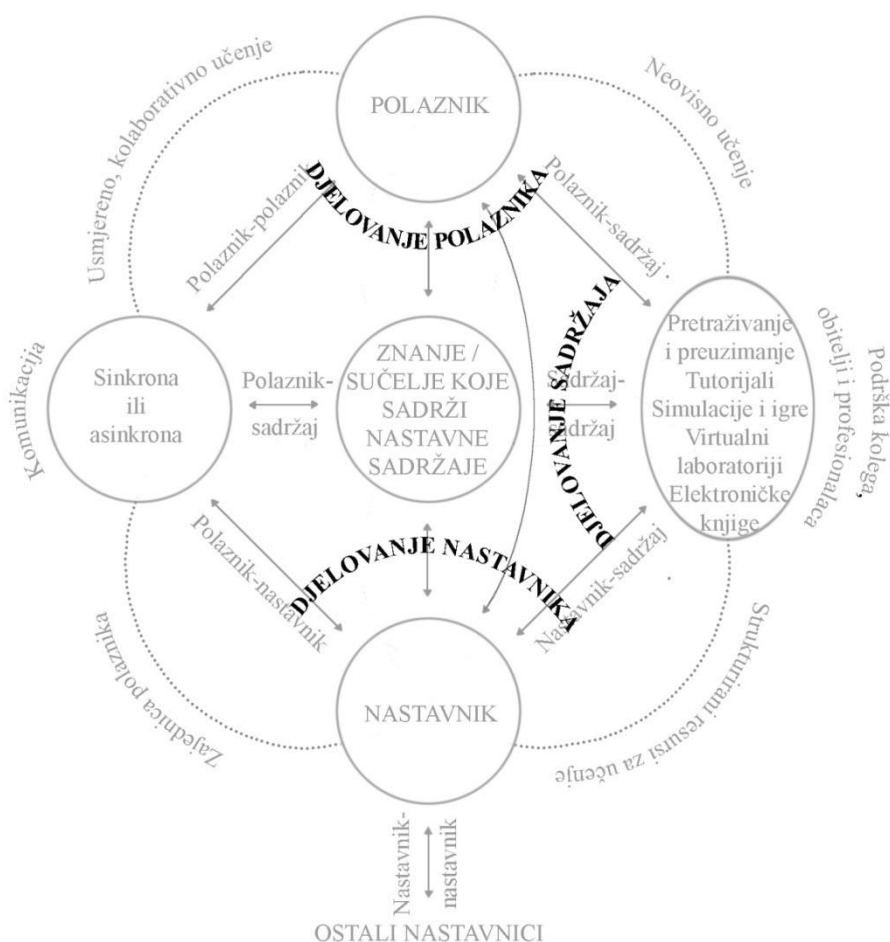 Usmjereno, kolaborativno učenje
POLAZNIK
Neovisno učenje
Polaznik-polaznik
DJELOVANJE POLAZNIKA
Polaznik-sadržaj
Komunikacija
Sinkrona
ili
asinkrona
Polaznik-
sadržaj
ZNANJE /
SUČELJE KOJE
SADRŽI
NASTAVNE
SADRŽAJE
DJELOVANJE SADRŽAJA
Sadržaj-
sadržaj
Pretraživanje
i preuzimanje
Tutorijali
Simulacije i igre
Virtualni
laboratoriji
Elektroničke
knjige
Podrška kolega,
obitelji i profesionalaca
Polaznik-nastavnik
DJELOVANJE NASTAVNIKA
Nastavnik-sadržaj
Zajednica polaznika
NASTAVNIK
Strukturirani resursi za učenje
Nastavnik-
nastavnik
OSTALI NASTAVNICI